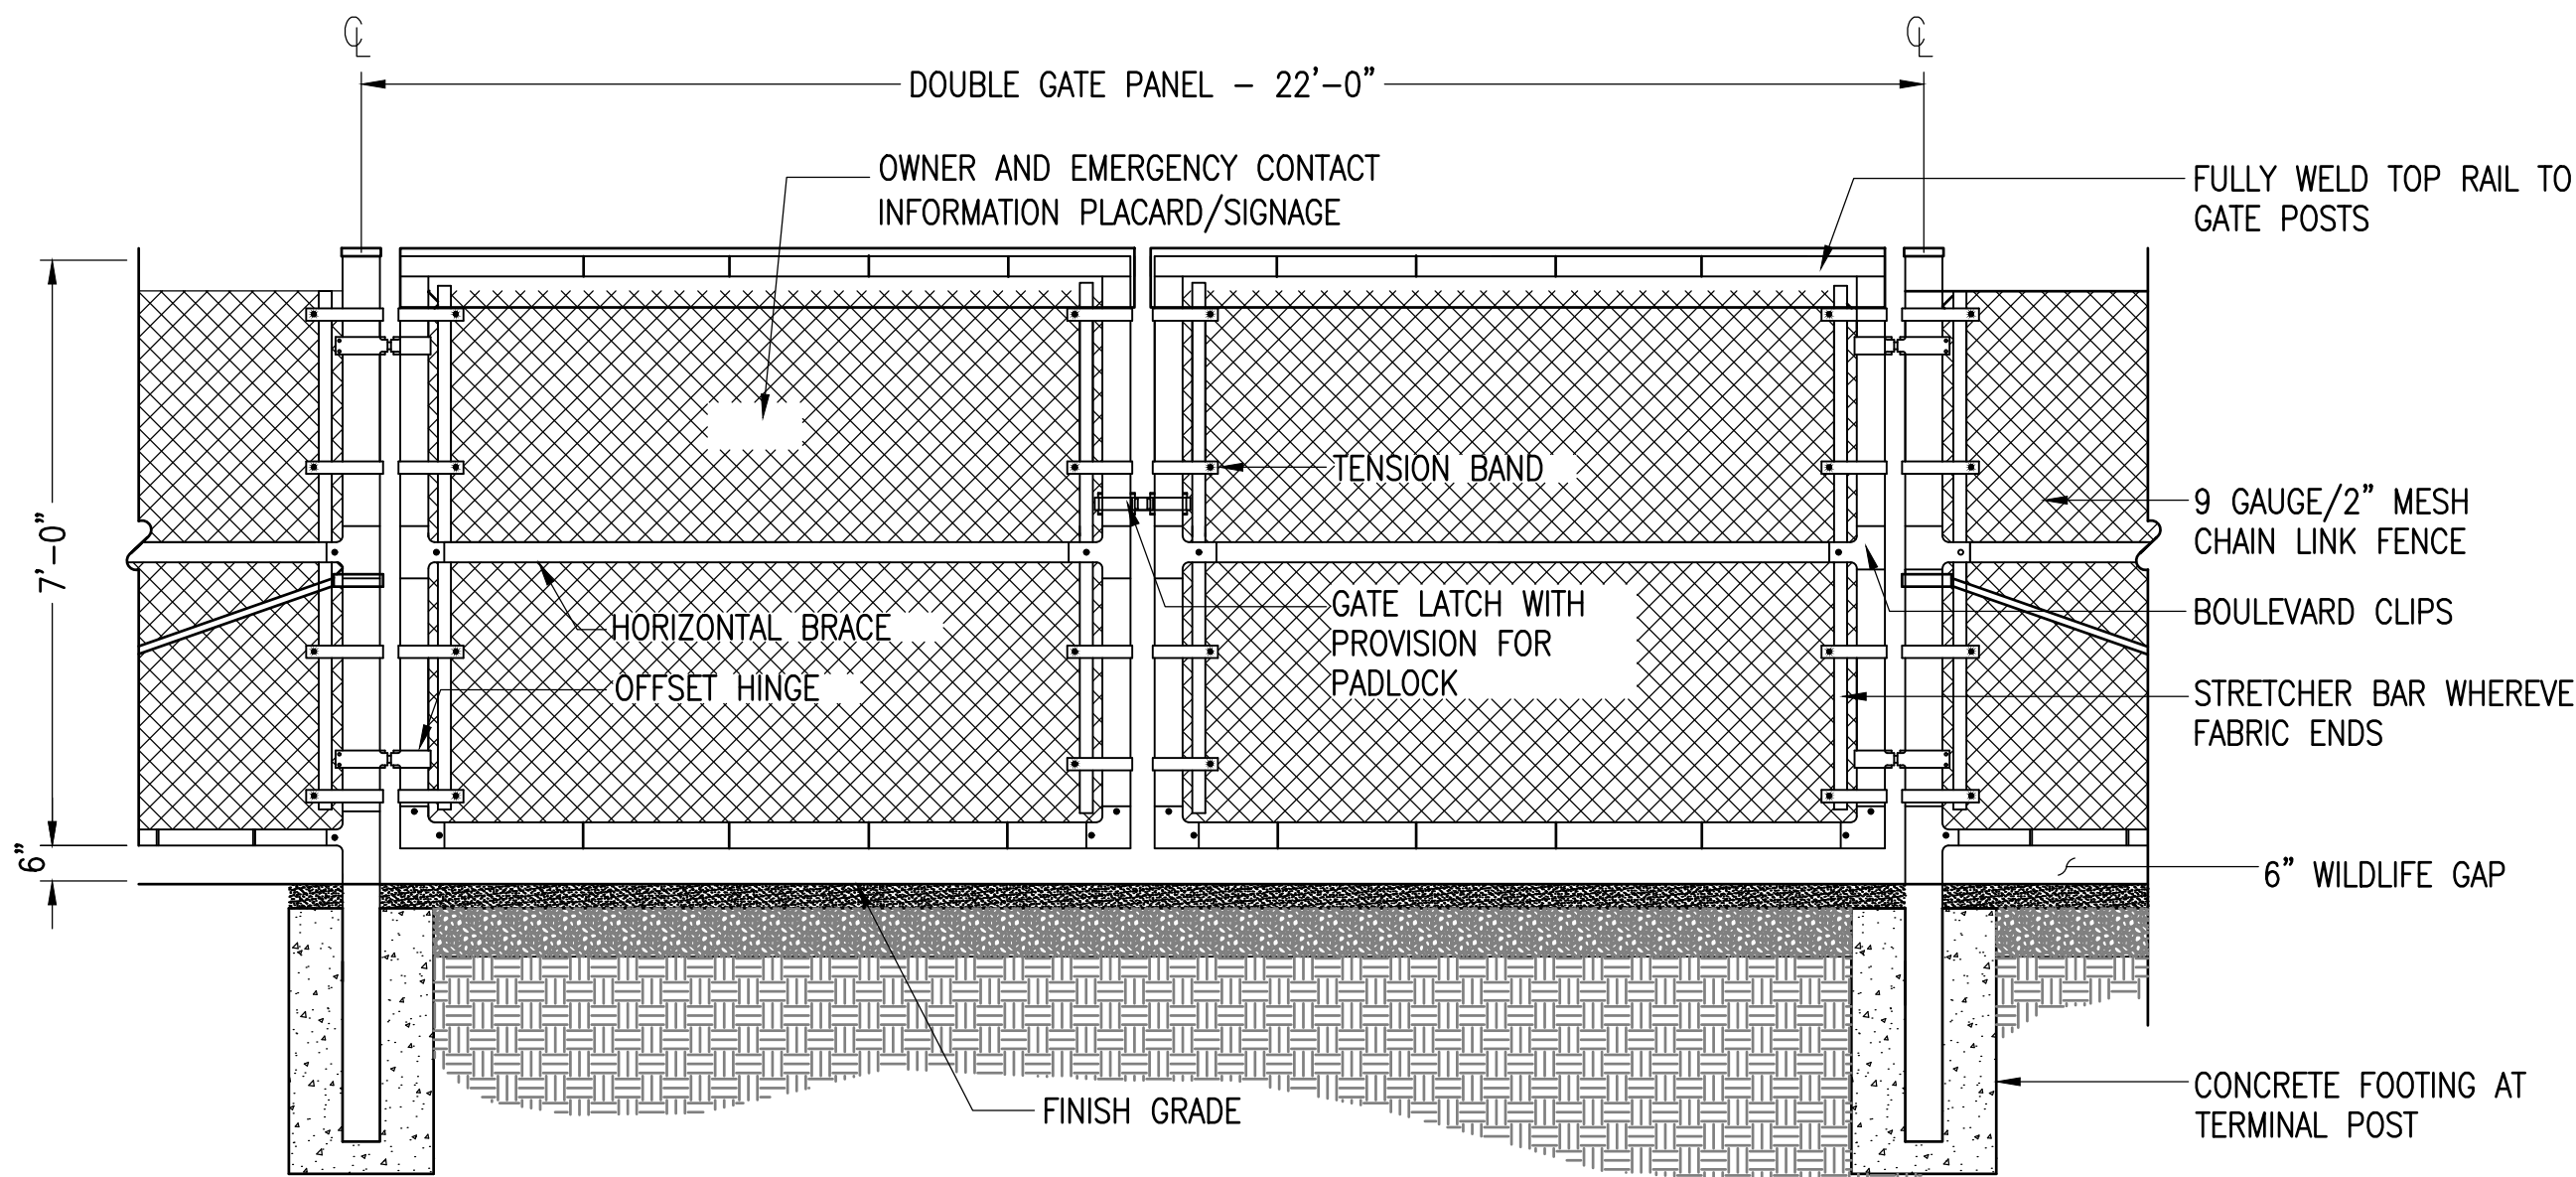 ℄ ℄
DOUBLE GATE PANEL - 22'-0"
OWNER AND EMERGENCY CONTACT
INFORMATION PLACARD/SIGNAGE
FULLY WELD TOP RAIL TO
GATE POSTS
TENSION BAND
9 GAUGE/2" MESH
CHAIN LINK FENCE
7'-0"
GATE LATCH WITH
PROVISION FOR
PADLOCK
HORIZONTAL BRACE
BOULEVARD CLIPS
OFFSET HINGE
STRETCHER BAR WHEREVE
FABRIC ENDS
6"
6" WILDLIFE GAP
FINISH GRADE
CONCRETE FOOTING AT
TERMINAL POST